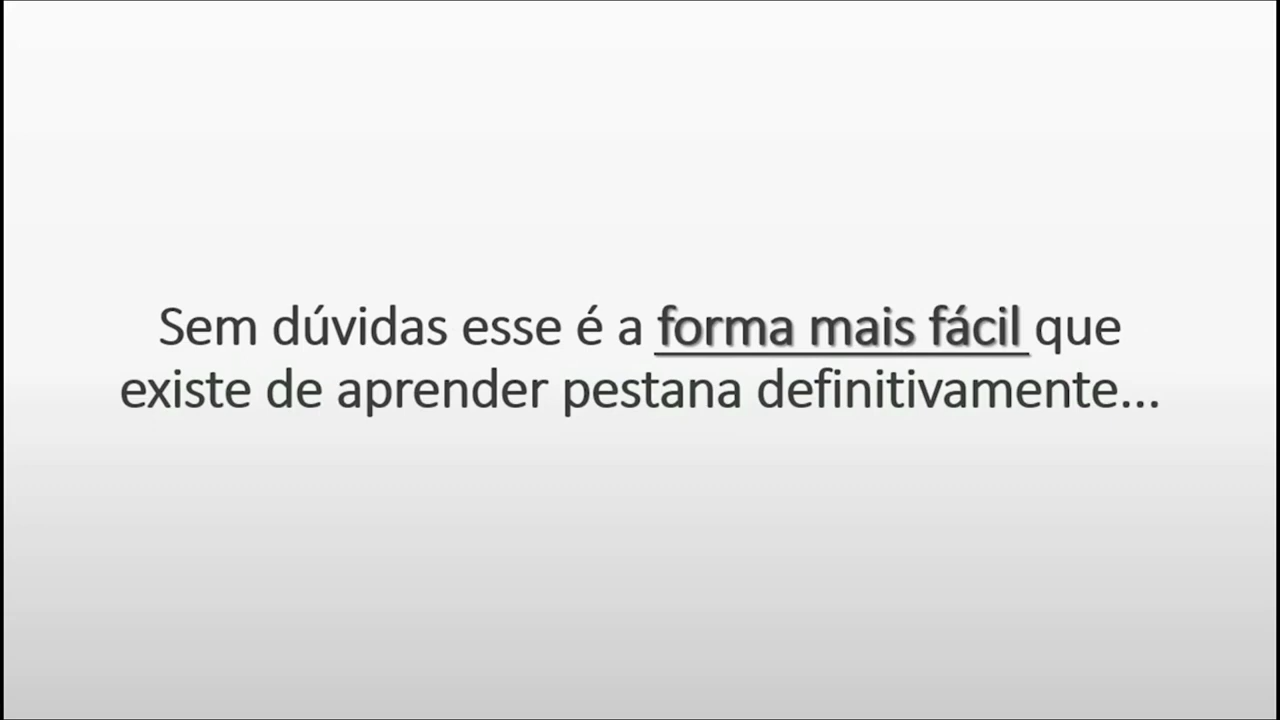 Sem dúvidas esse é a forma mais fácil que
existe de aprender pestana definitivamente...